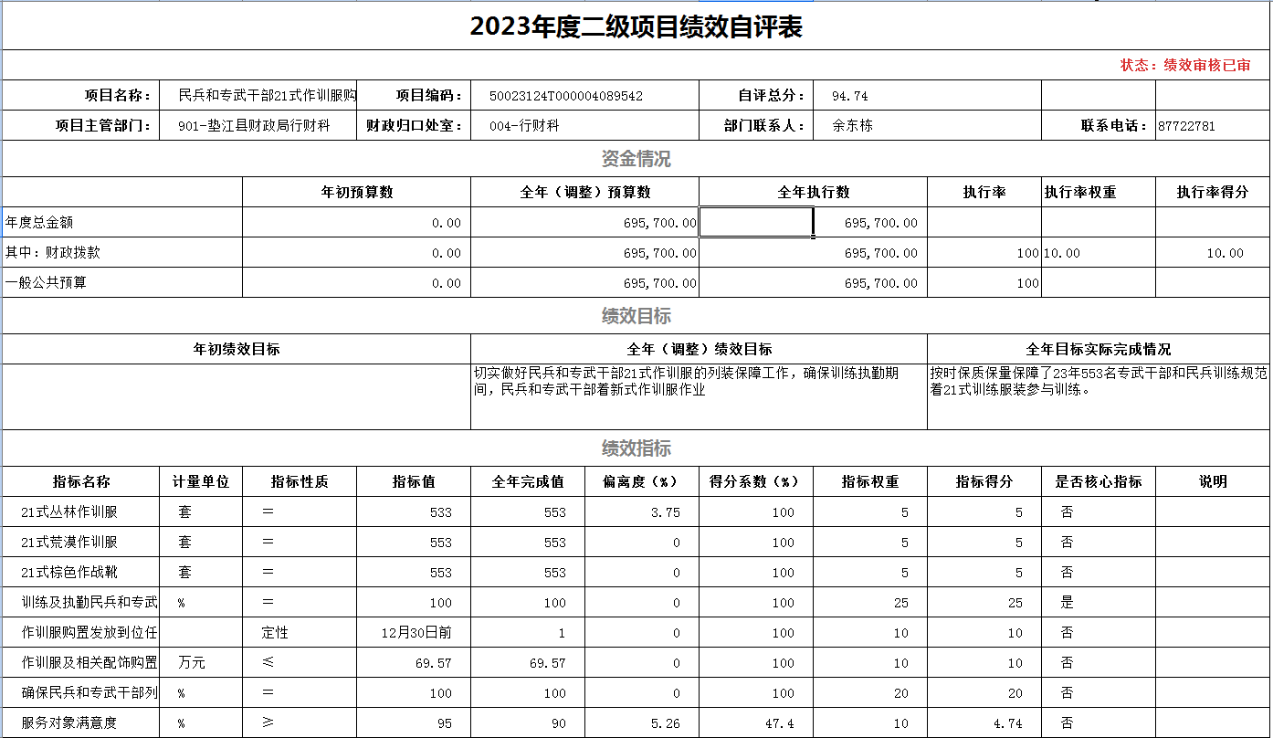 2023年度二级项目绩效自评表
状态：绩效审核已审
项目名称： 民兵和专武干部21式作训服购 项目编码： 50023124T000004089542 自评总分： 94.74
项目主管部门： 901-垫江县财政局行财科 财政归口处室： 004-行财科 部门联系人： 余东栋 联系电话： 87722781
资金情况
年初预算数 全年（调整）预算数 全年执行数 执行率 执行率权重 执行率得分
年度总金额 0.00 695,700.00 695,700.00
其中：财政拨款 0.00 695,700.00 695,700.00 100 10.00 10.00
一般公共预算 0.00 695,700.00 695,700.00 100
绩效目标
年初绩效目标 全年（调整）绩效目标 全年目标实际完成情况
切实做好民兵和专武干部21式作训服的列装保障工作，确保训练执勤期 按时保质保量保障了23年553名专武干部和民兵训练规范
间，民兵和专武干部着新式作训服作业 着21式训练服装参与训练。
绩效指标
指标名称 计量单位 指标性质 指标值 全年完成值 偏离度（%） 得分系数（%） 指标权重 指标得分 是否核心指标 说明
21式丛林作训服 套 ＝ 533 553 3.75 100 5 5 否
21式荒漠作训服 套 ＝ 553 553 0 100 5 5 否
21式棕色作战靴 套 ＝ 553 553 0 100 5 5 否
训练及执勤民兵和专武 % ＝ 100 100 0 100 25 25 是
作训服购置发放到位任 定性 12月30日前 1 0 100 10 10 否
作训服及相关配饰购置 万元 ≤ 69.57 69.57 0 100 10 10 否
确保民兵和专武干部列 % ＝ 100 100 0 100 20 20 否
服务对象满意度 % ≥ 95 90 5.26 47.4 10 4.74 否